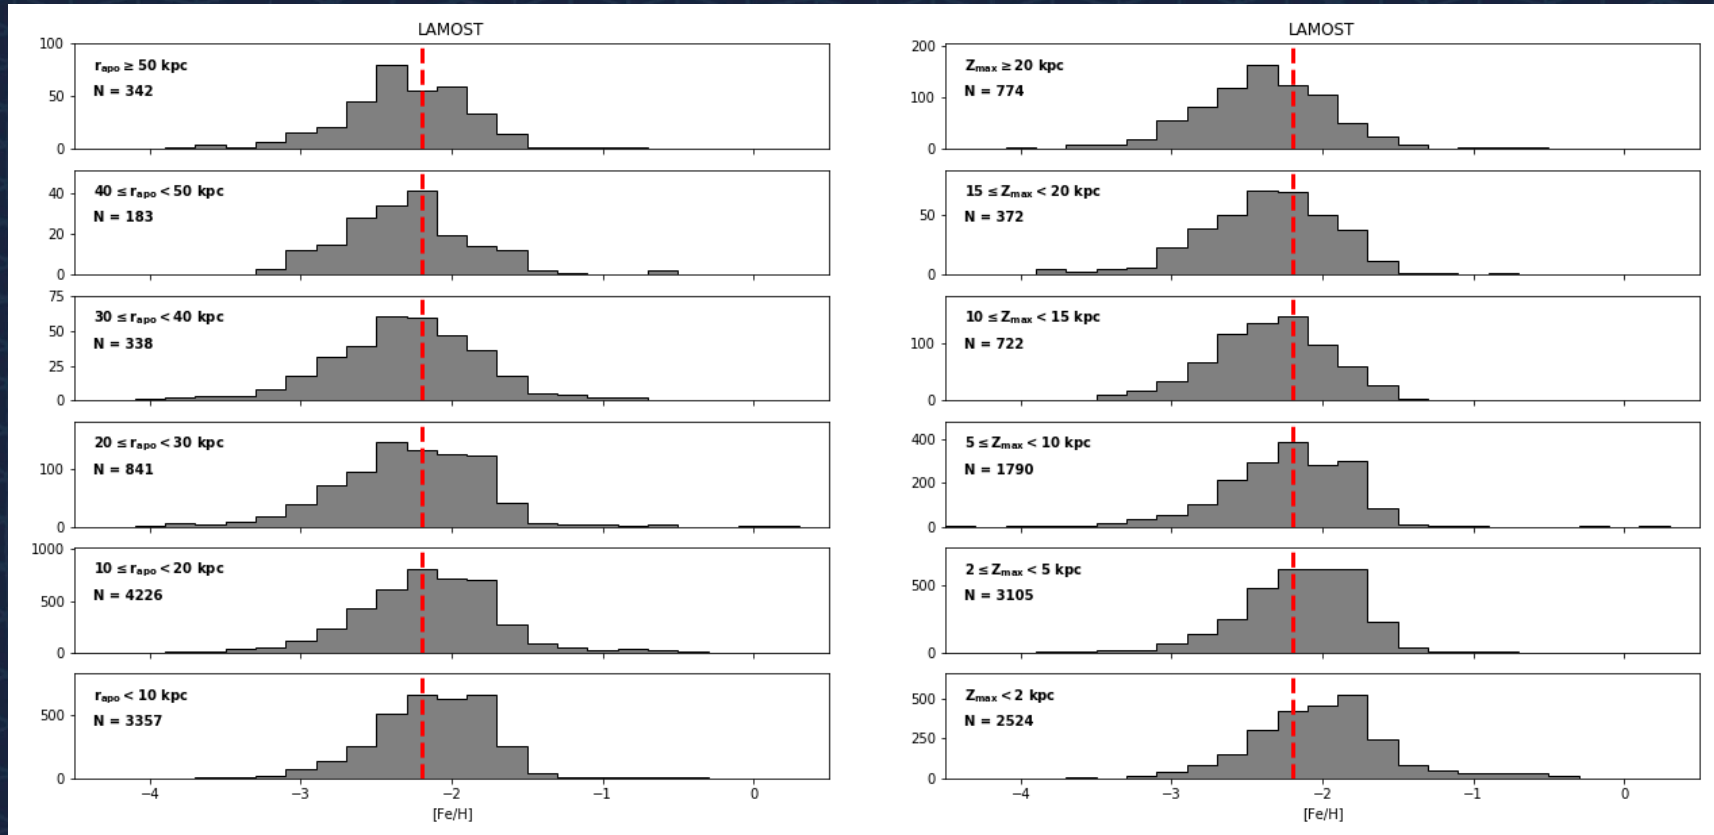 LAMOST
100
50
0
r_apo ≥ 50 kpc
N = 342
40
20
0
40 ≤ r_apo < 50 kpc
N = 183
75
50
25
0
30 ≤ r_apo < 40 kpc
N = 338
100
0
20 ≤ r_apo < 30 kpc
N = 841
1000
500
0
10 ≤ r_apo < 20 kpc
N = 4226
500
0
r_apo < 10 kpc
N = 3357
−4 −3 −2 −1 0
[Fe/H]
LAMOST
200
100
0
Z_max ≥ 20 kpc
N = 774
50
0
15 ≤ Z_max < 20 kpc
N = 372
100
0
10 ≤ Z_max < 15 kpc
N = 722
400
200
0
5 ≤ Z_max < 10 kpc
N = 1790
500
0
2 ≤ Z_max < 5 kpc
N = 3105
500
250
0
Z_max < 2 kpc
N = 2524
−4 −3 −2 −1 0
[Fe/H]